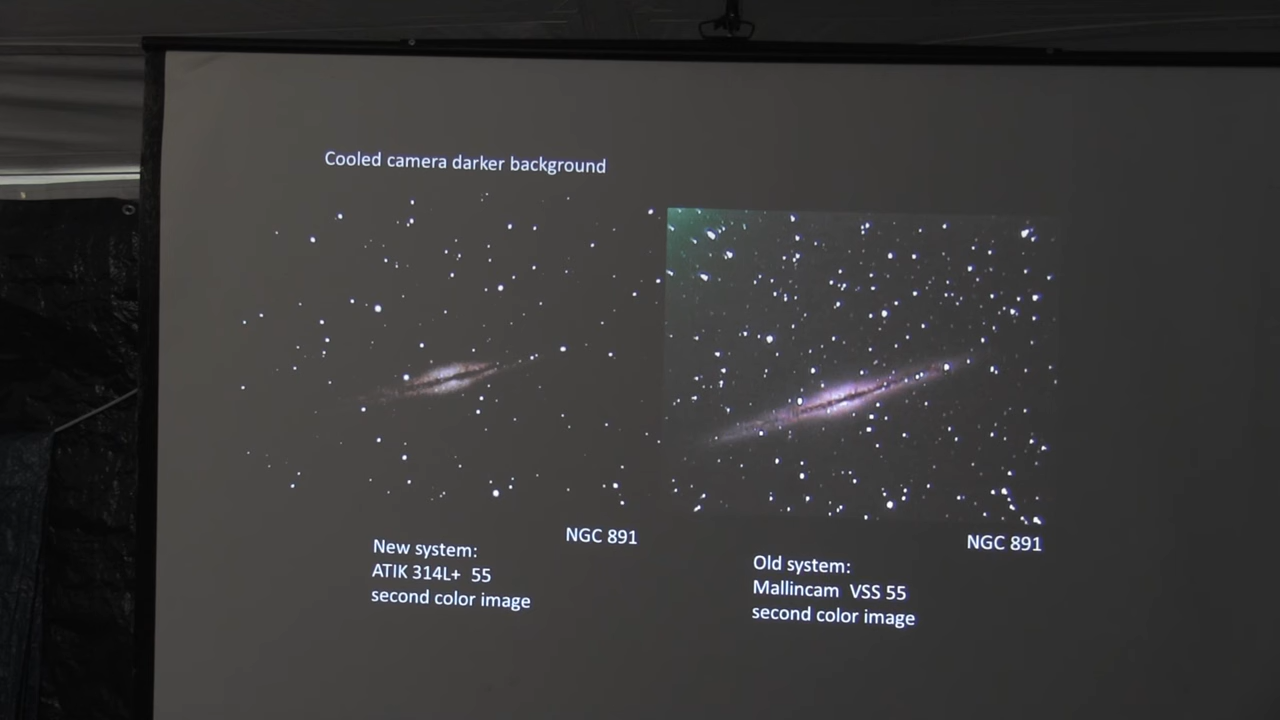 Cooled camera darker background
NGC 891
New system:
ATIK 314L+  55
second color image
NGC 891
Old system:
Mallincam  VSS 55
second color image